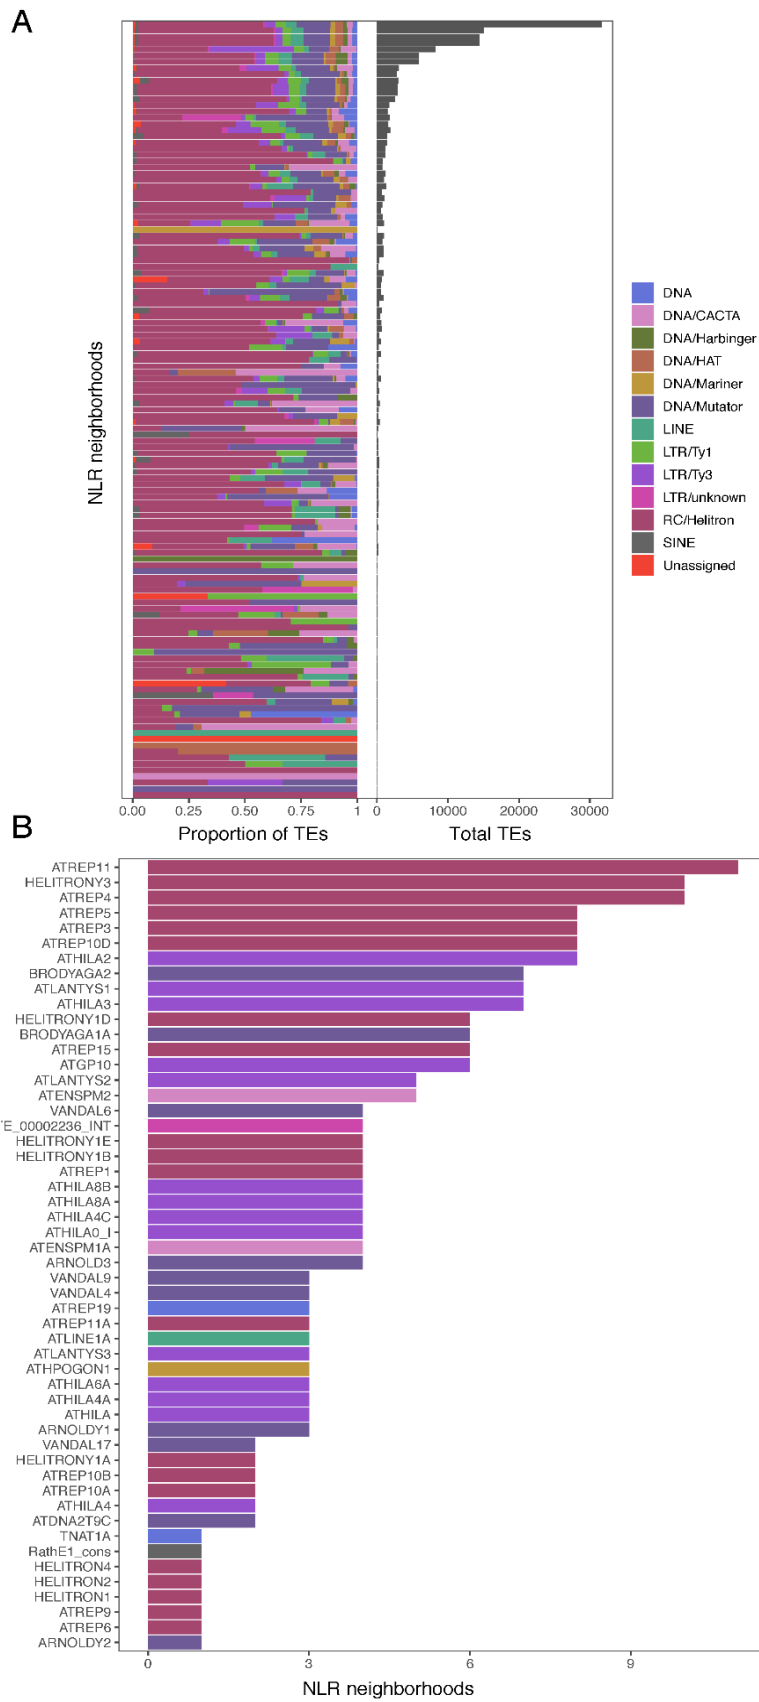 A
NLR neighborhoods
0.00 0.25 0.50 0.75 1
0 10000 20000 30000
Proportion of TEs
Total TEs
DNA
DNA/CACTA
DNA/Harbinger
DNA/HAT
DNA/Mariner
DNA/Mutator
LINE
LTR/Ty1
LTR/Ty3
LTR/unknown
RC/Helitron
SINE
Unassigned
B
ATREP11
HELITRONY3
ATREP4
ATREP5
ATREP3
ATREP10D
ATHILA2
BRODYAGA2
ATLANTYS1
ATHILA3
HELITRONY1D
BRODYAGA1A
ATREP15
ATGP10
ATLANTYS2
ATENSPM2
VANDAL6
TE_00002236_INT
HELITRONY1E
HELITRONY1B
ATREP1
ATHILA8B
ATHILA8A
ATHILA4C
ATHILA0_I
ATENSPM1A
ARNOLD3
VANDAL9
VANDAL4
ATREP19
ATREP11A
ATLINE1A
ATLANTYS3
ATHPOGON1
ATHILA6A
ATHILA4A
ATHILA
ARNOLDY1
VANDAL17
HELITRONY1A
ATREP10B
ATREP10A
ATHILA4
ATDNA2T9C
TNAT1A
RathE1_cons
HELITRON4
HELITRON2
HELITRON1
ATREP9
ATREP6
ARNOLDY2
0 3 6 9
NLR neighborhoods